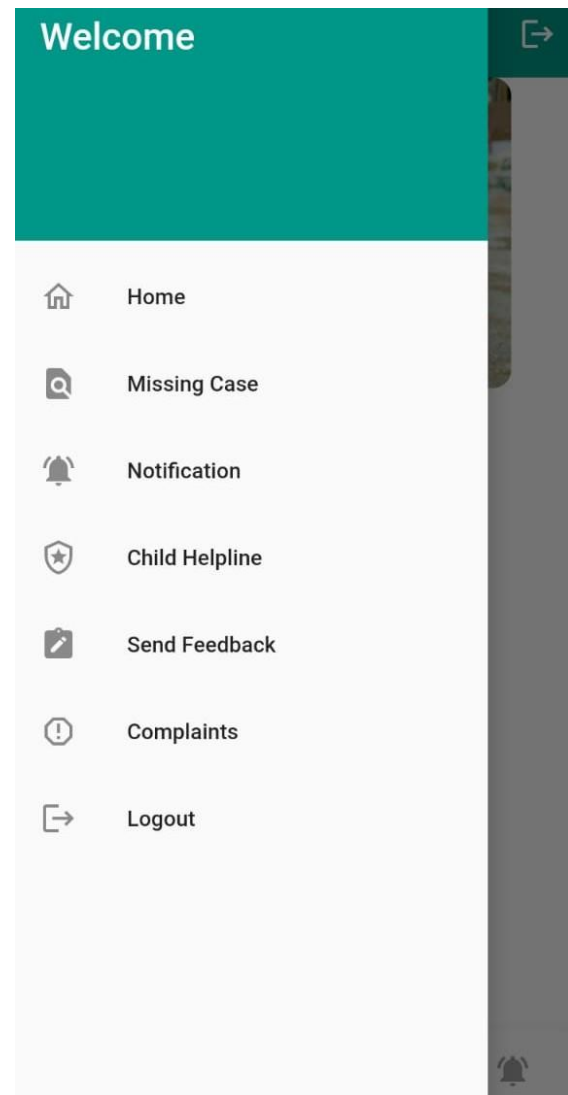 Welcome
Home
Missing Case
Notification
Child Helpline
Send Feedback
Complaints
Logout